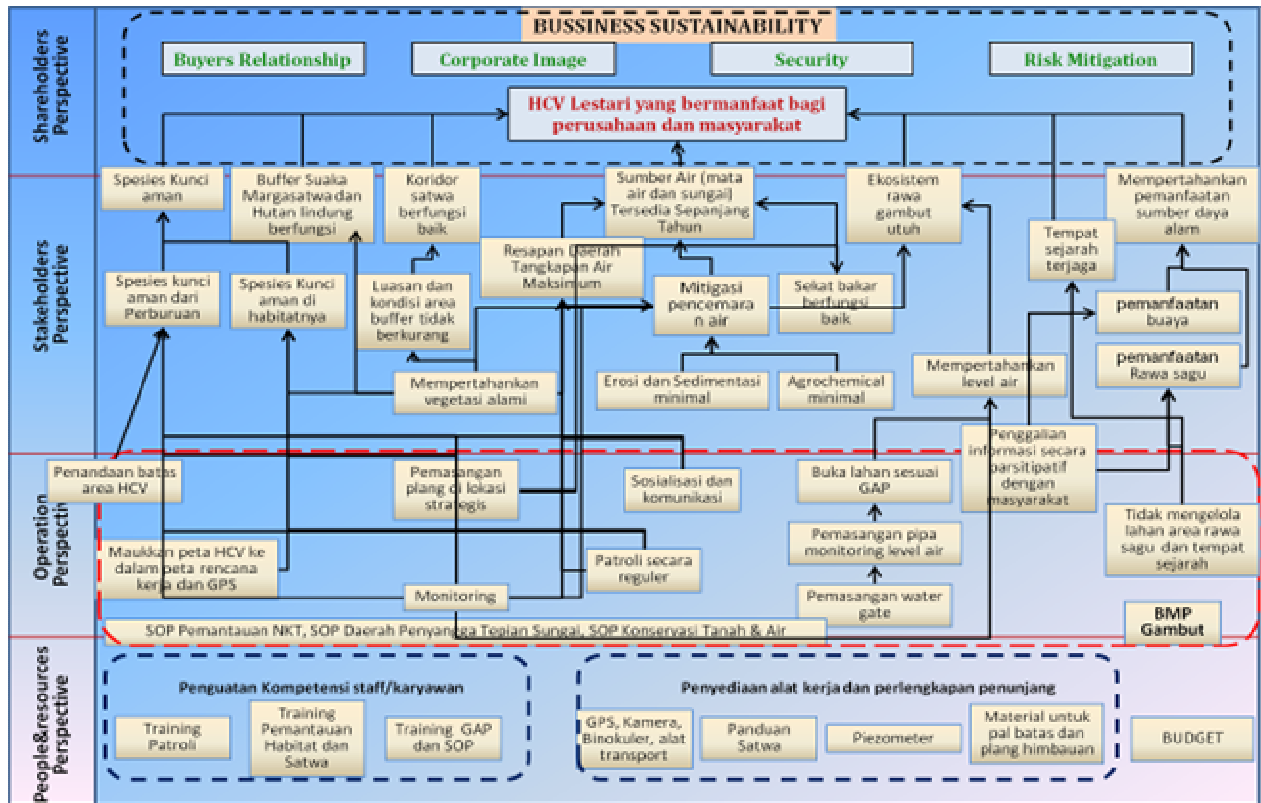 BUSSINESS SUSTAINABILITY
Buyers Relationship
Corporate Image
Security
Risk Mitigation
HCV Lestari yang bermanfaat bagi
perusahaan dan masyarakat
Shareholders
Perspective
Spesies Kunci
aman
Buffer Suaka
Margasatwa dan
Hutan lindung
berfungsi
Koridor
satwa
berfungsi
baik
Sumber Air (mata
air dan sungai)
Tersedia Sepanjang
Tahun
Ekosistem
rawa
gambut
utuh
Tempat
sejarah
terjaga
Mempertahankan
pemanfaatan
sumber daya
alam
Stakeholders
Perspective
Spesies kunci
aman dari
Perburuan
Spesies Kunci
aman di
habitatnya
Luasan dan
kondisi area
buffer tidak
berkurang
Resapan Daerah
Tangkapan Air
Maksimum
Mitigasi
pencemara
n air
Sekat bakar
berfungsi
baik
pemanfaatan
buaya
pemanfaatan
Rawa sagu
Mempertahankan
vegetasi alami
Erosi dan Sedimentasi
minimal
Agrochemical
minimal
Mempertahankan
level air
Operation
Perspective
Penandaan batas
area HCV
Pemasangan
plang di lokasi
strategis
Sosialisasi dan
komunikasi
Buka lahan sesuai
GAP
Penggalian
informasi secara
parsitipatif
dengan
masyarakat
Maukkan peta HCV ke
dalam peta rencana
kerja dan GPS
Patroli secara
reguler
Pemasangan pipa
monitoring level air
Tidak mengelola
lahan area rawa
sagu dan tempat
sejarah
Monitoring
Pemasangan water
gate
BMP
Gambut
SOP Pemantauan NKT, SOP Daerah Penyangga Tepian Sungai, SOP Konservasi Tanah & Air
People&resources
Perspective
Penguatan Kompetensi staff/karyawan
Training
Patroli
Training
Pemantauan
Habitat dan
Satwa
Training GAP
dan SOP
Penyediaan alat kerja dan perlengkapan penunjang
GPS, Kamera,
Binokuler, alat
transport
Panduan
Satwa
Piezometer
Material untuk
pal batas dan
plang himbauan
BUDGET